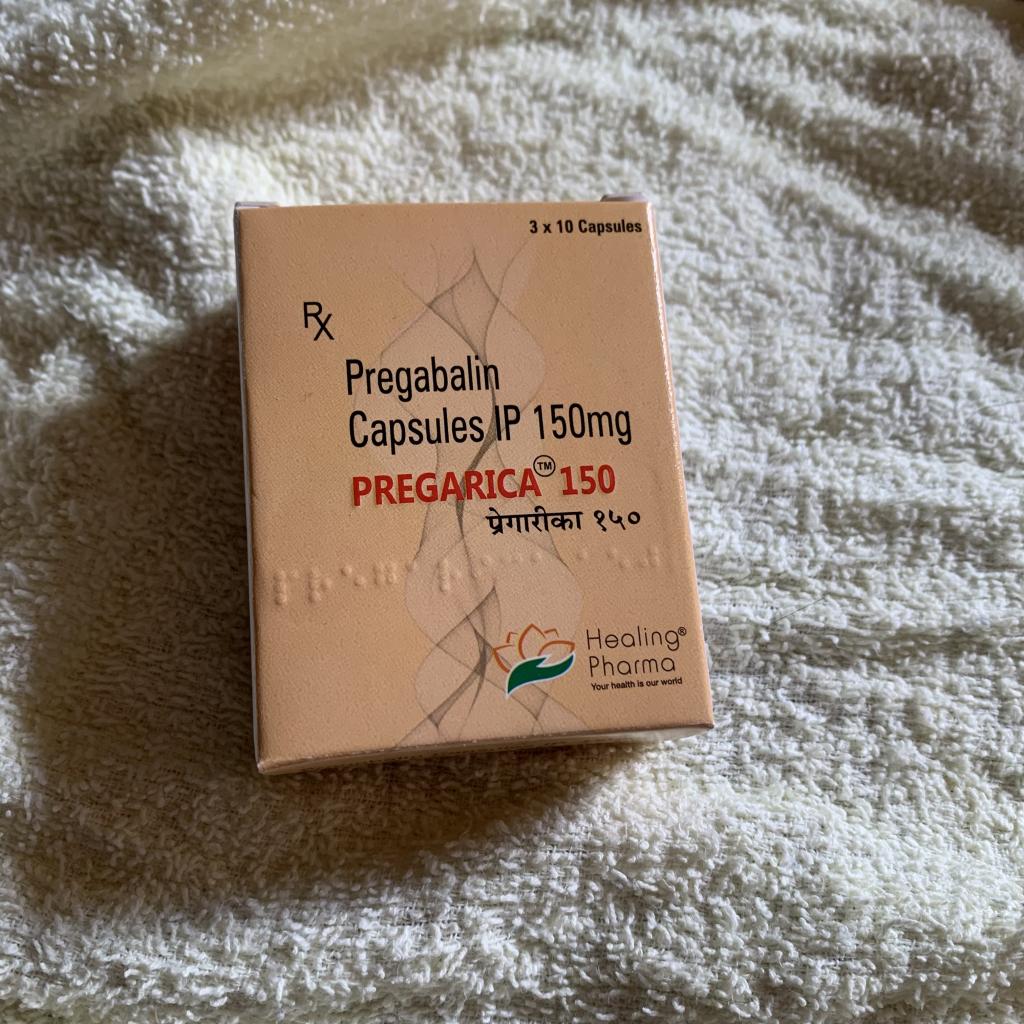 3 x 10 Capsules
Rx
Pregabalin
Capsules IP 150mg
PREGARICA™ 150
प्रेगारीका १५०
Healing®
Pharma
Your health is our world